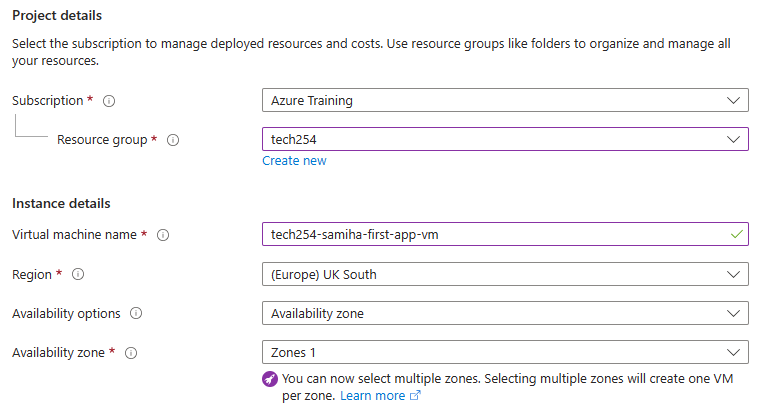 Project details
Select the subscription to manage deployed resources and costs. Use resource groups like folders to organize and manage all
your resources.
Subscription *
Azure Training
Resource group *
tech254
Create new
Instance details
Virtual machine name *
tech254-samiha-first-app-vm
Region *
(Europe) UK South
Availability options
Availability zone
Availability zone *
Zones 1
You can now select multiple zones. Selecting multiple zones will create one VM
per zone. Learn more